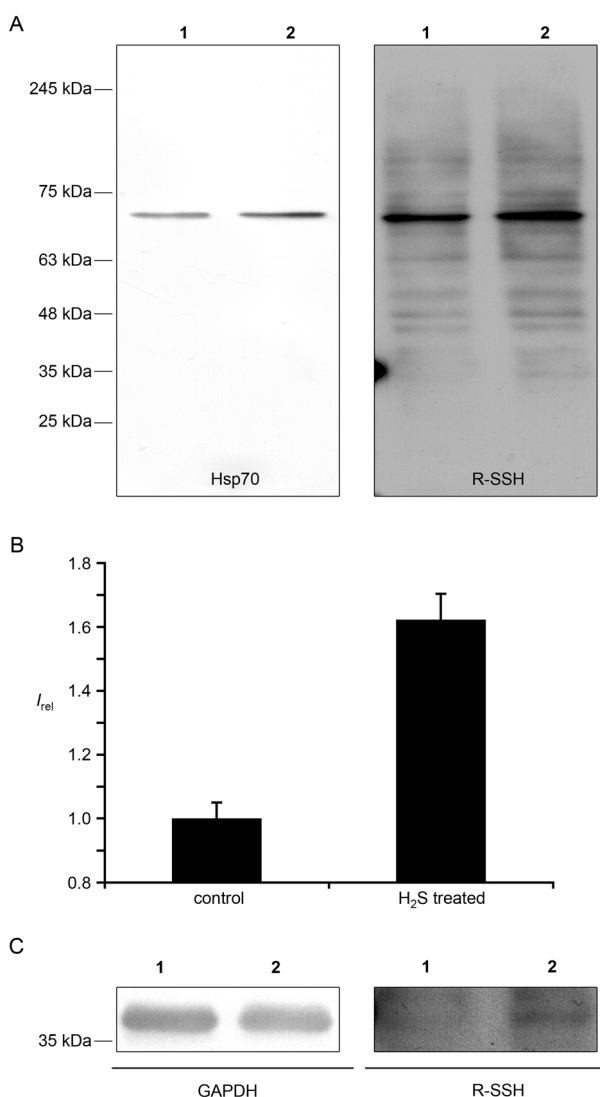 A
1 2 1 2
245 kDa
75 kDa
63 kDa
48 kDa
35 kDa
25 kDa
Hsp70 R-SSH
B
1.8
1.6
1.4
Irel
1.2
1.0
0.8
control H2S treated
C
1 2 1 2
35 kDa
GAPDH R-SSH